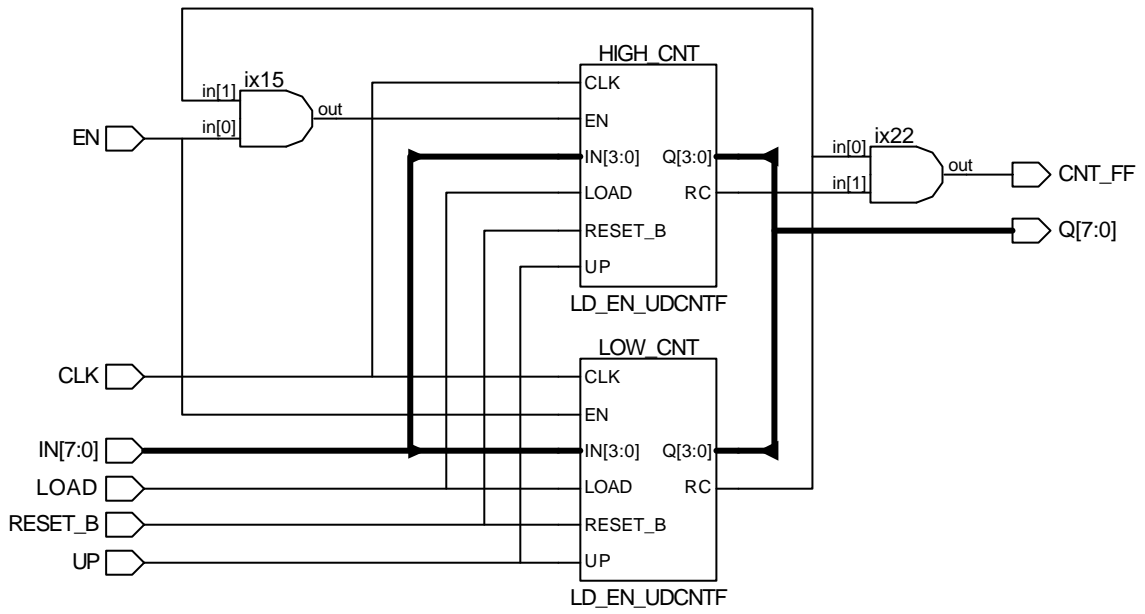 HIGH_CNT
ix15
CLK
in[1]
out
EN
EN
in[0]
ix22
IN[3:0]
Q[3:0]
in[0]
out
CNT_FF
LOAD
RC
in[1]
RESET_B
Q[7:0]
UP
LD_EN_UDCNTF
LOW_CNT
CLK
CLK
EN
IN[7:0]
IN[3:0]
Q[3:0]
LOAD
LOAD
RC
RESET_B
RESET_B
UP
UP
LD_EN_UDCNTF